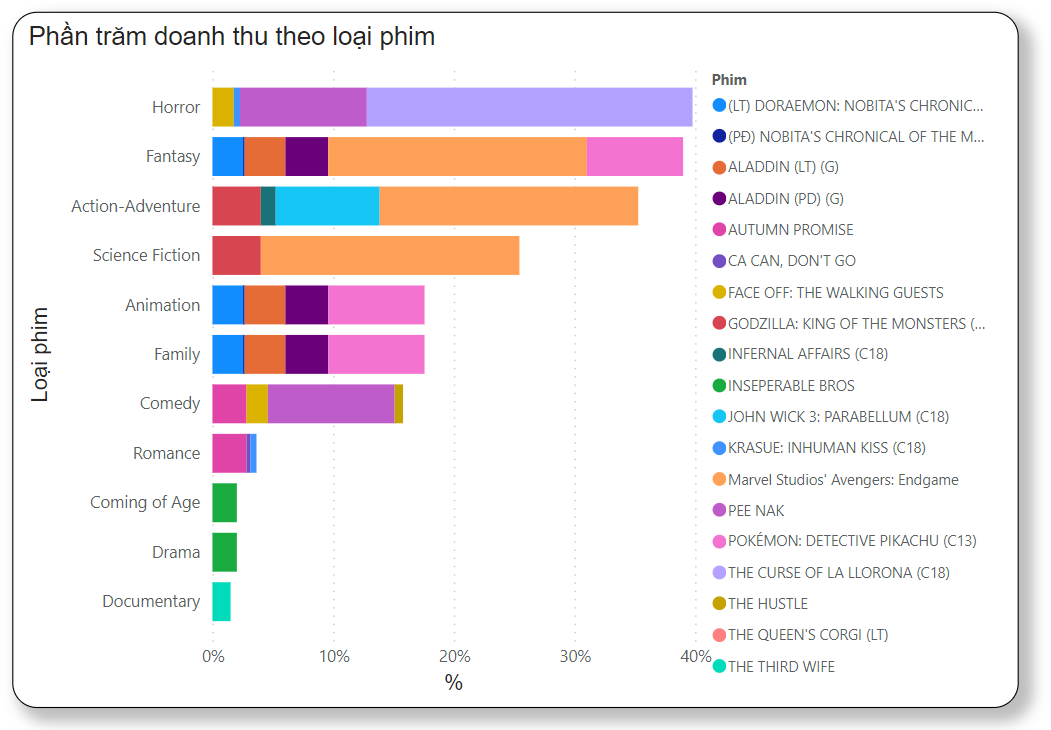 Phần trăm doanh thu theo loại phim
Loại phim
Horror
Fantasy
Action-Adventure
Science Fiction
Animation
Family
Comedy
Romance
Coming of Age
Drama
Documentary
0%
10%
20%
30%
40%
%
Phim
(LT) DORAEMON: NOBITA'S CHRONIC...
(PĐ) NOBITA'S CHRONICAL OF THE M...
ALADDIN (LT) (G)
ALADDIN (PD) (G)
AUTUMN PROMISE
CA CAN, DON'T GO
FACE OFF: THE WALKING GUESTS
GODZILLA: KING OF THE MONSTERS (...
INFERNAL AFFAIRS (C18)
INSEPERABLE BROS
JOHN WICK 3: PARABELLUM (C18)
KRASUE: INHUMAN KISS (C18)
Marvel Studios' Avengers: Endgame
PEE NAK
POKÉMON: DETECTIVE PIKACHU (C13)
THE CURSE OF LA LLORONA (C18)
THE HUSTLE
THE QUEEN'S CORGI (LT)
THE THIRD WIFE